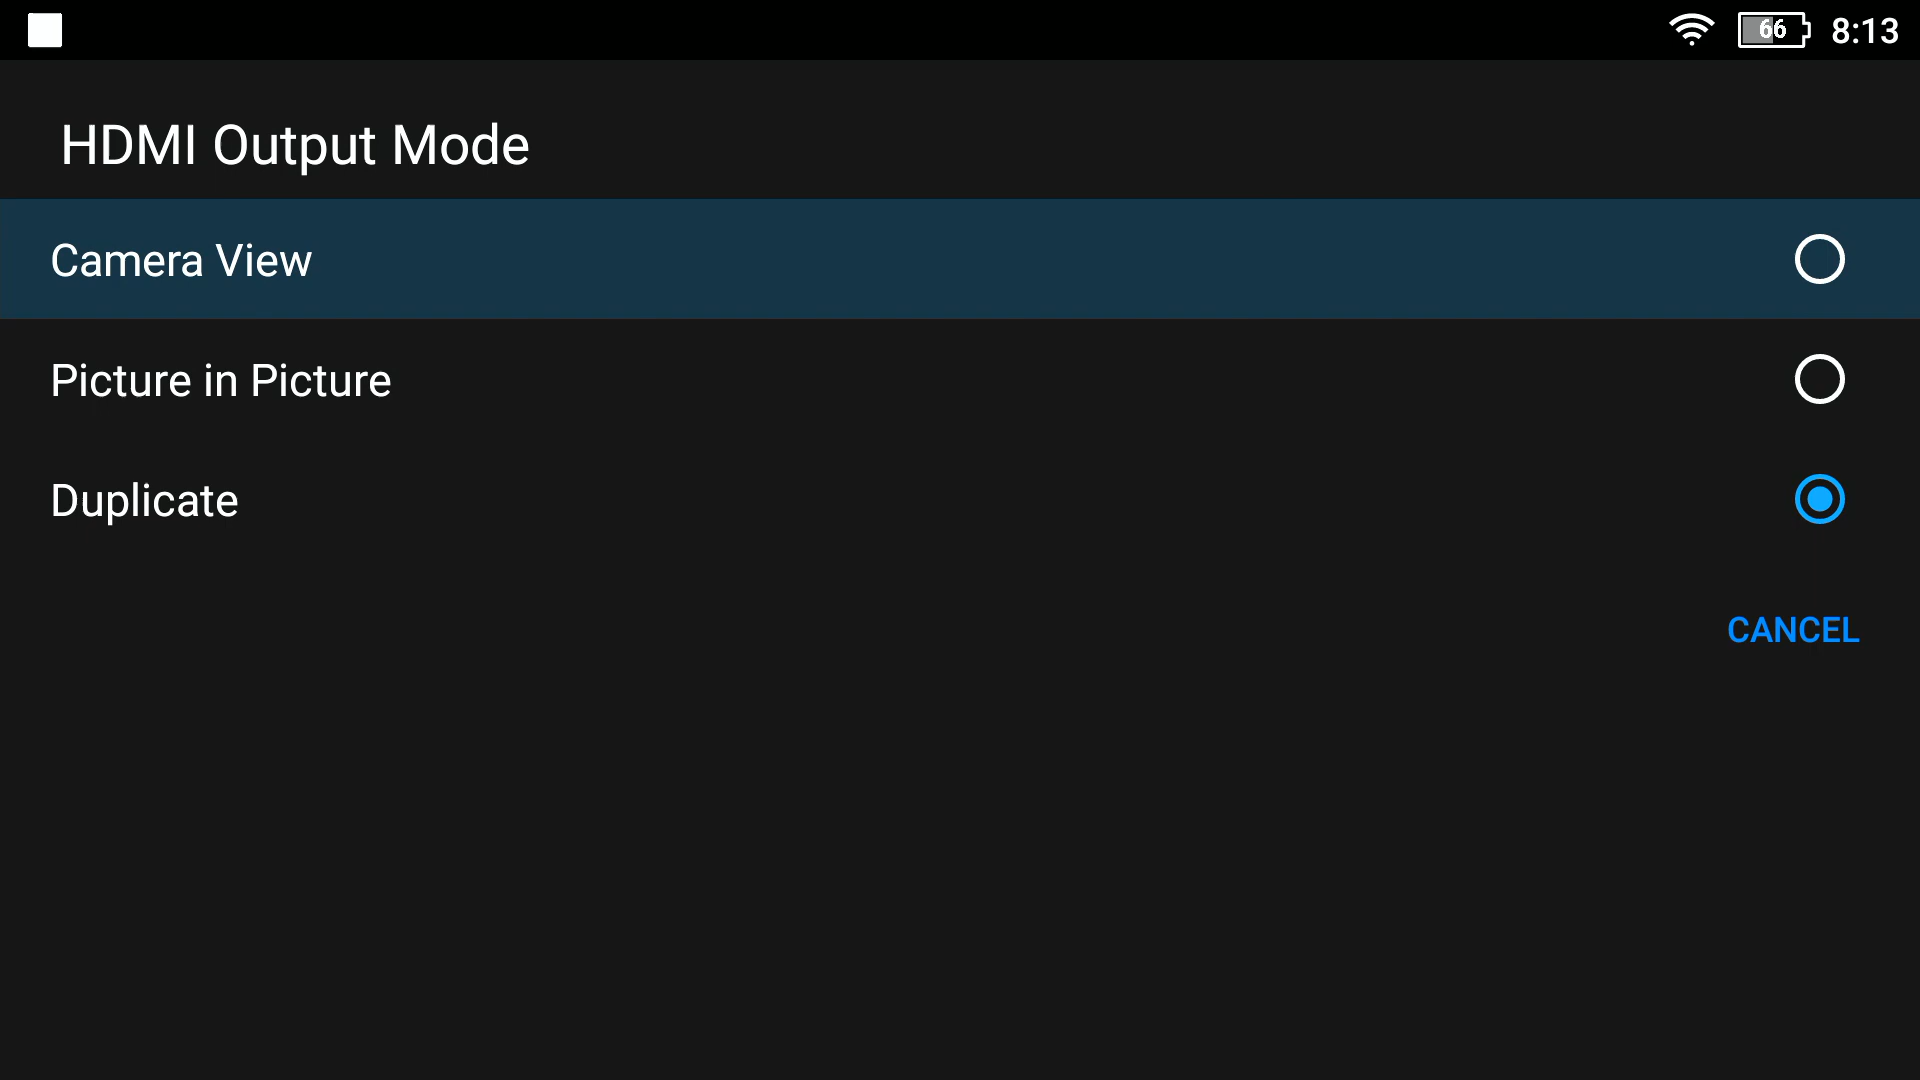 66 8:13
HDMI Output Mode
Camera View
Picture in Picture
Duplicate
CANCEL